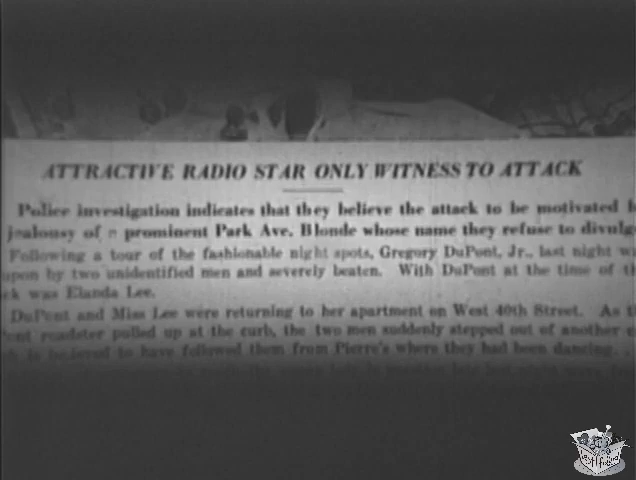 ATTRACTIVE RADIO STAR ONLY WITNESS TO ATTACK
Police investigation indicates that they believe the attack to be motivated b
jealousy of a prominent Park Ave. Blonde whose name they refuse to divulg
Following a tour of the fashionable night spots, Gregory DuPont, Jr., last night w
upon by two unidentified men and severely beaten. With DuPont at the time of th
ck was Elanda Lee.
DuPont and Miss Lee were returning to her apartment on West 40th Street. As t
ont roadster pulled up at the curb, the two men suddenly stepped out of another c
is believed to have followed them from Pierre's where they had been dancing.